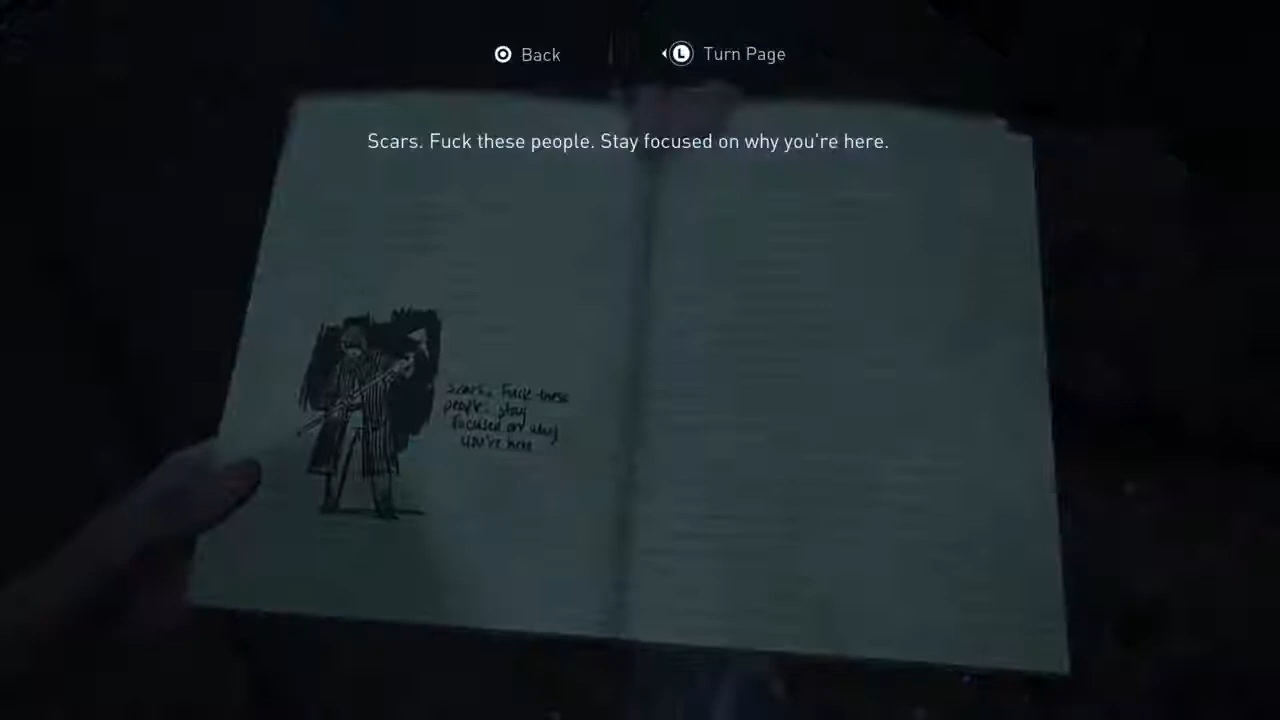 Back
L Turn Page
Scars. Fuck these people. Stay focused on why you're here.
Scars. Fuck these
people. Stay
focused on why
you're here